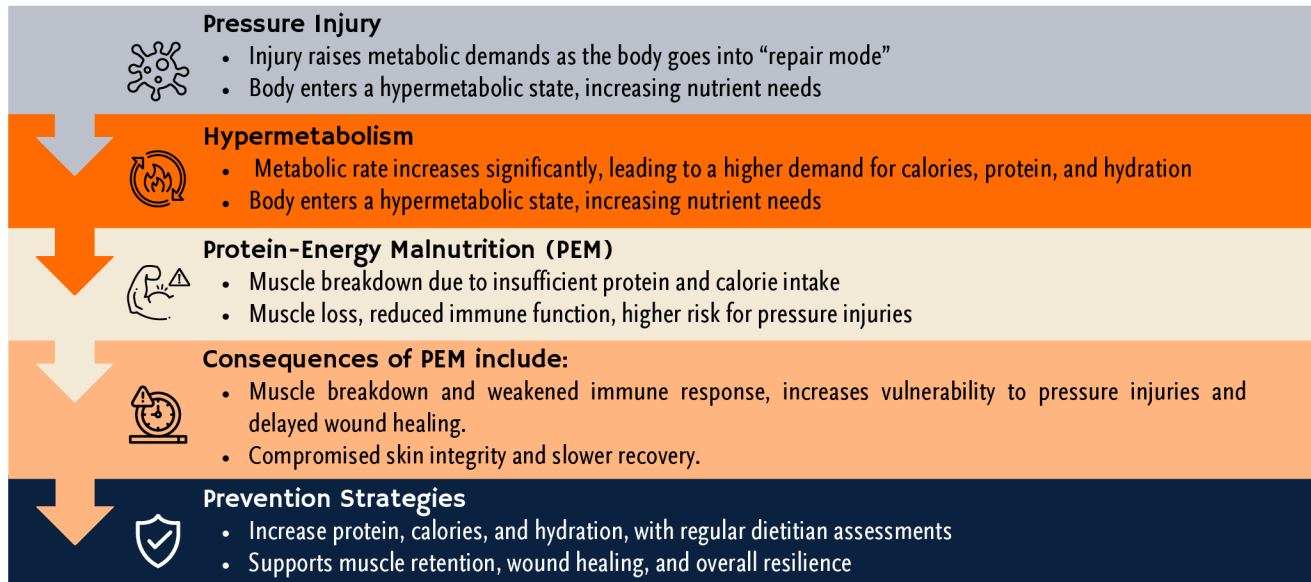 Pressure Injury
• Injury raises metabolic demands as the body goes into “repair mode”
• Body enters a hypermetabolic state, increasing nutrient needs
Hypermetabolism
• Metabolic rate increases significantly, leading to a higher demand for calories, protein, and hydration
• Body enters a hypermetabolic state, increasing nutrient needs
Protein-Energy Malnutrition (PEM)
• Muscle breakdown due to insufficient protein and calorie intake
• Muscle loss, reduced immune function, higher risk for pressure injuries
Consequences of PEM include:
• Muscle breakdown and weakened immune response, increases vulnerability to pressure injuries and
delayed wound healing.
• Compromised skin integrity and slower recovery.
Prevention Strategies
• Increase protein, calories, and hydration, with regular dietitian assessments
• Supports muscle retention, wound healing, and overall resilience